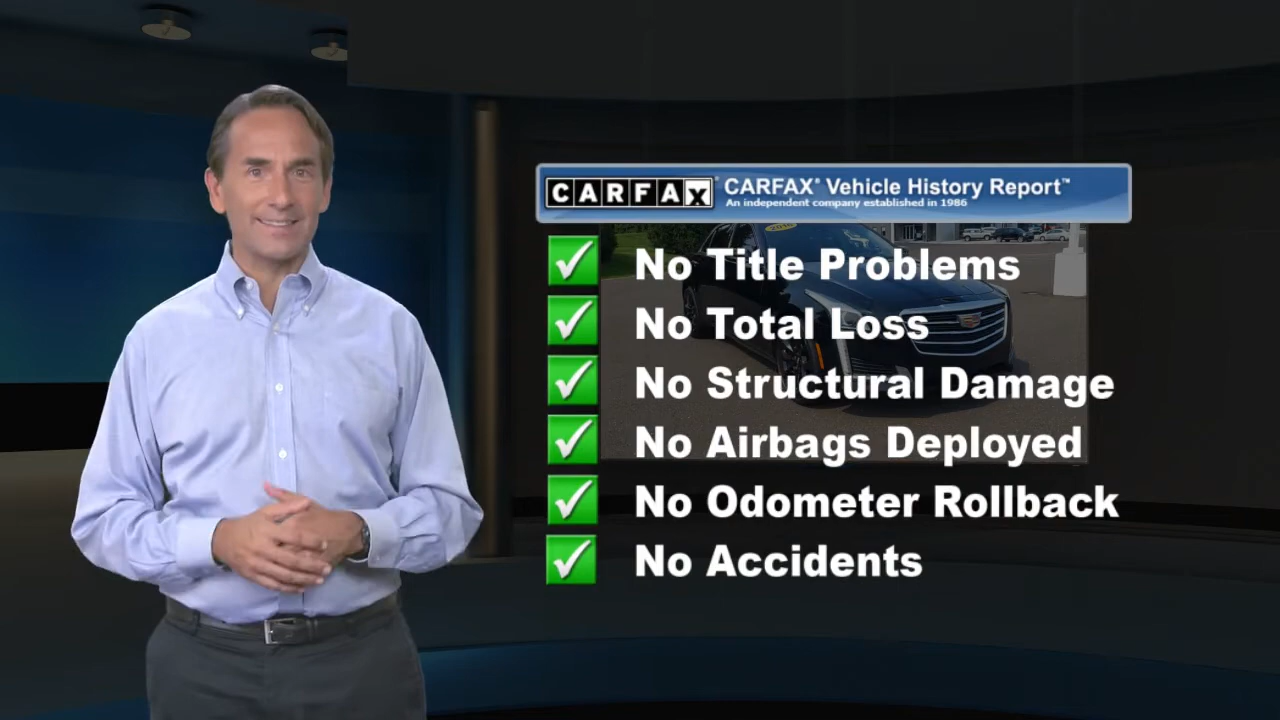 CARFAX® CARFAX® Vehicle History Report™
An independent company established in 1986
No Title Problems
No Total Loss
No Structural Damage
No Airbags Deployed
No Odometer Rollback
No Accidents